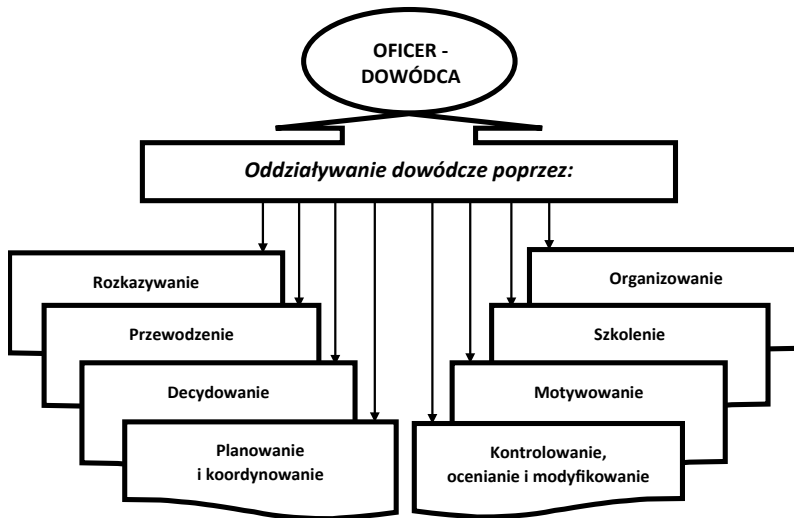 OFICER -
DOWÓDCA
Oddziaływanie dowódcze poprzez:
Rozkazywanie
Przewodzenie
Decydowanie
Planowanie
i koordynowanie
Organizowanie
Szkolenie
Motywowanie
Kontrolowanie,
ocenianie i modyfikowanie